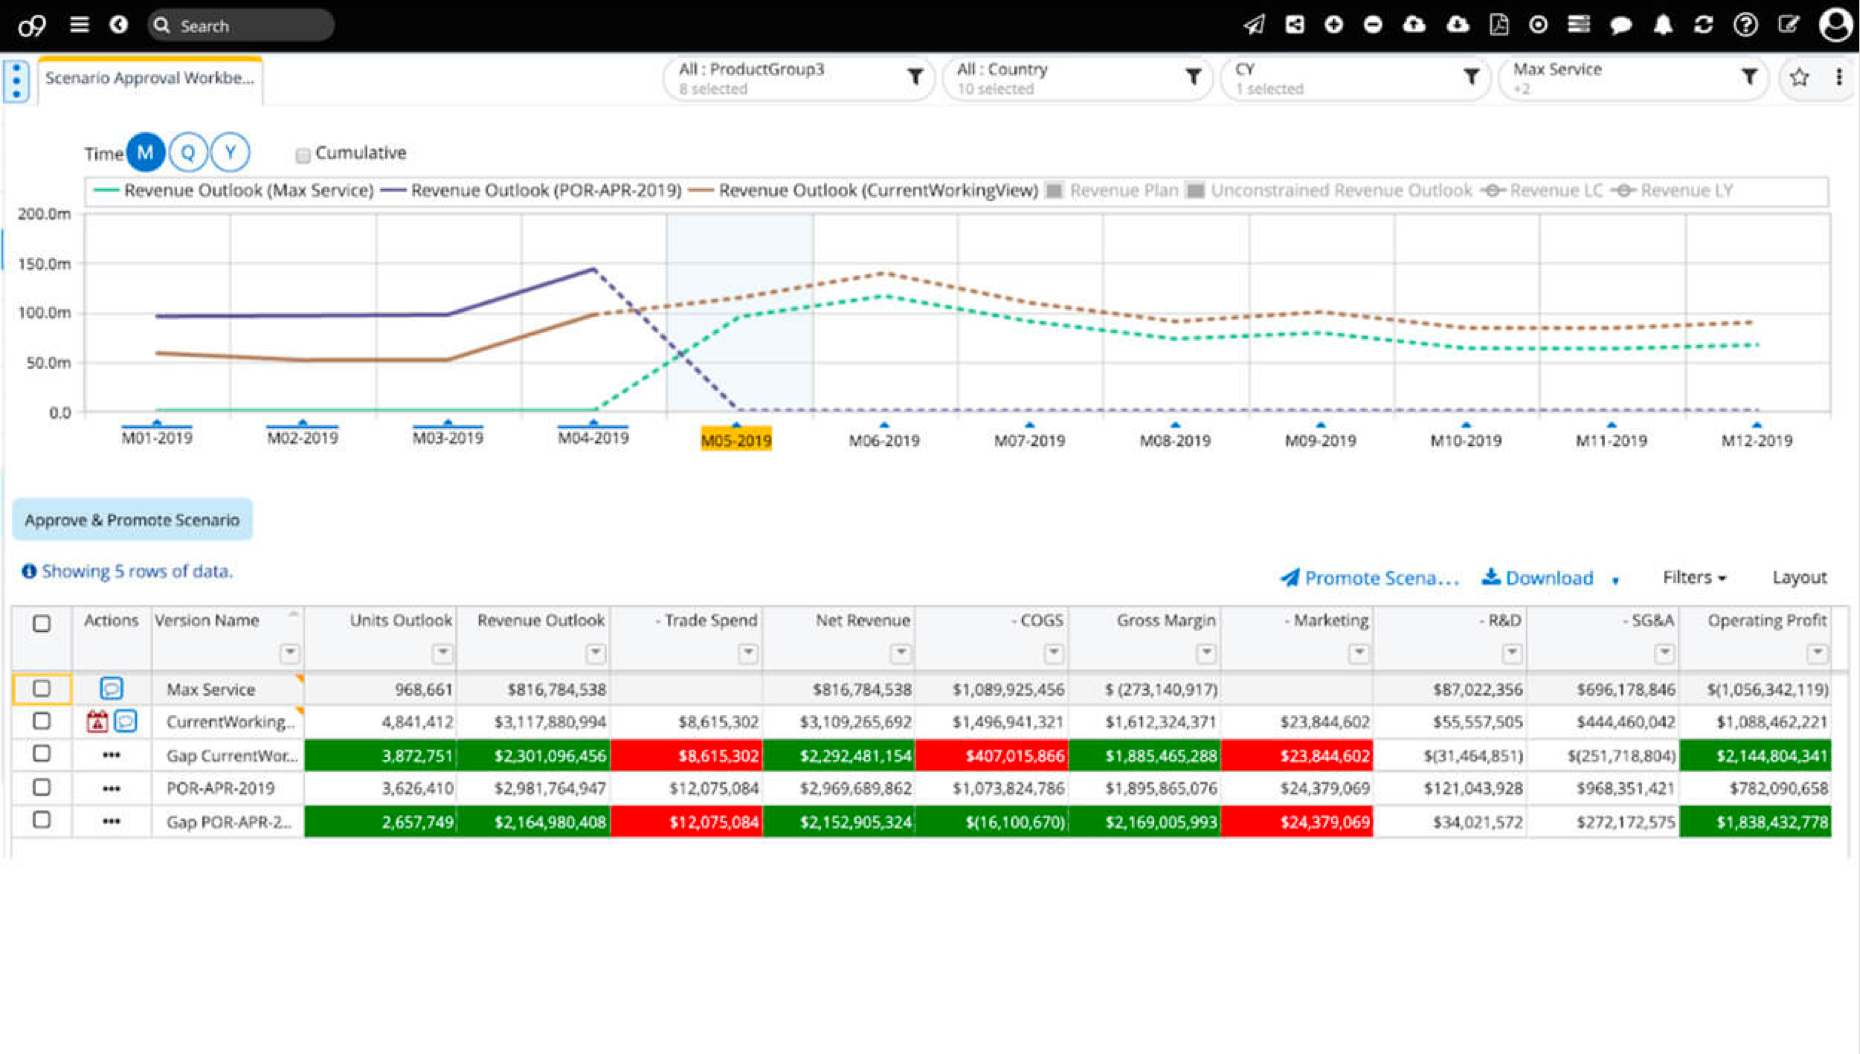 o9 Search
Scenario Approval Workbe...
All : ProductGroup3
8 selected
All : Country
10 selected
CY
1 selected
Max Service
+2
Time M Q Y Cumulative
Revenue Outlook (Max Service) Revenue Outlook (POR-APR-2019) Revenue Outlook (CurrentWorkingView) Revenue Plan Unconstrained Revenue Outlook Revenue LC Revenue LY
200.0m
150.0m
100.0m
50.0m
0.0
M01-2019 M02-2019 M03-2019 M04-2019 M05-2019 M06-2019 M07-2019 M08-2019 M09-2019 M10-2019 M11-2019 M12-2019
Approve & Promote Scenario
Showing 5 rows of data.
Promote Scena... Download Filters Layout
Actions Version Name Units Outlook Revenue Outlook - Trade Spend Net Revenue - COGS Gross Margin - Marketing - R&D - SG&A Operating Profit
Max Service 968,661 $816,784,538 $816,784,538 $1,089,925,456 $ (273,140,917) $87,022,356 $696,178,846 $(1,056,342,119)
CurrentWorking... 4,841,412 $3,117,880,994 $8,615,302 $3,109,265,692 $1,496,941,321 $1,612,324,371 $23,844,602 $55,557,505 $444,460,042 $1,088,462,221
Gap CurrentWor... 3,872,751 $2,301,096,456 $8,615,302 $2,292,481,154 $407,015,866 $1,885,465,288 $23,844,602 $(31,464,851) $(251,718,804) $2,144,804,341
POR-APR-2019 3,626,410 $2,981,764,947 $12,075,084 $2,969,689,862 $1,073,824,786 $1,895,865,076 $24,379,069 $121,043,928 $968,351,421 $782,090,658
Gap POR-APR-2... 2,657,749 $2,164,980,408 $12,075,084 $2,152,905,324 $(16,100,670) $2,169,005,993 $24,379,069 $34,021,572 $272,172,575 $1,838,432,778